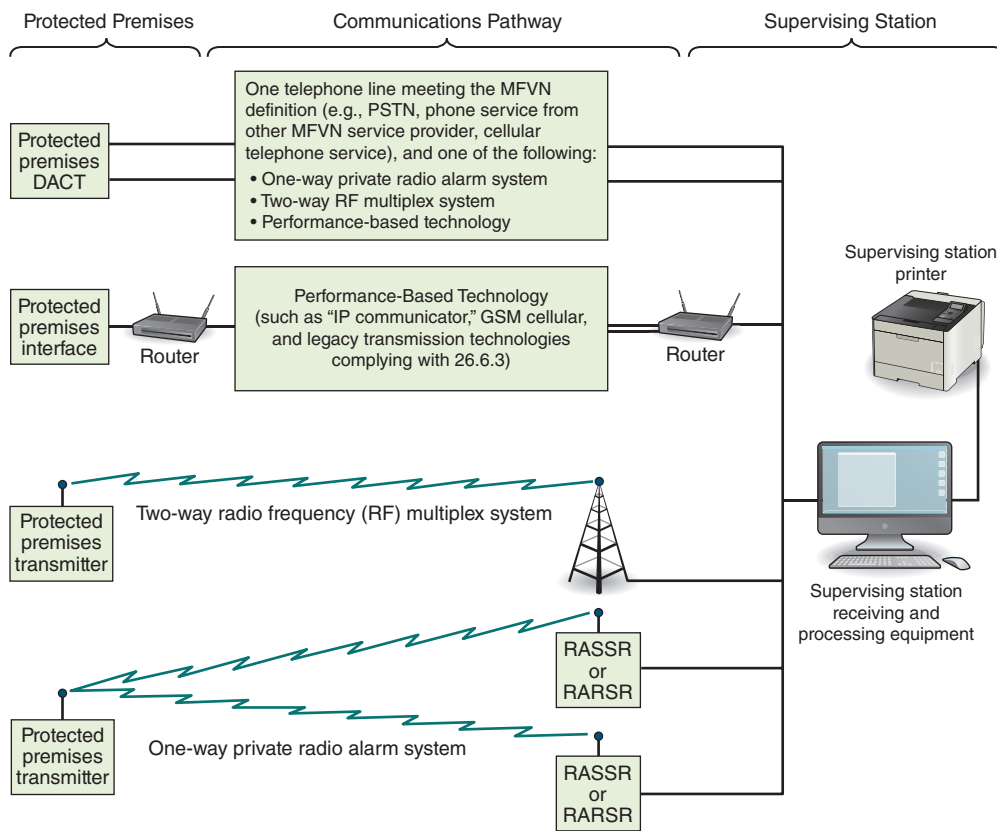 Protected Premises
Communications Pathway
Supervising Station
Protected
premises
DACT
One telephone line meeting the MFVN
definition (e.g., PSTN, phone service from
other MFVN service provider, cellular
telephone service), and one of the following:
• One-way private radio alarm system
• Two-way RF multiplex system
• Performance-based technology
Supervising station
printer
Protected
premises
interface
Router
Performance-Based Technology
(such as “IP communicator,” GSM cellular,
and legacy transmission technologies
complying with 26.6.3)
Router
Two-way radio frequency (RF) multiplex system
Protected
premises
transmitter
Supervising station
receiving and
processing equipment
RASSR
or
RARSR
Protected
premises
transmitter
One-way private radio alarm system
RASSR
or
RARSR